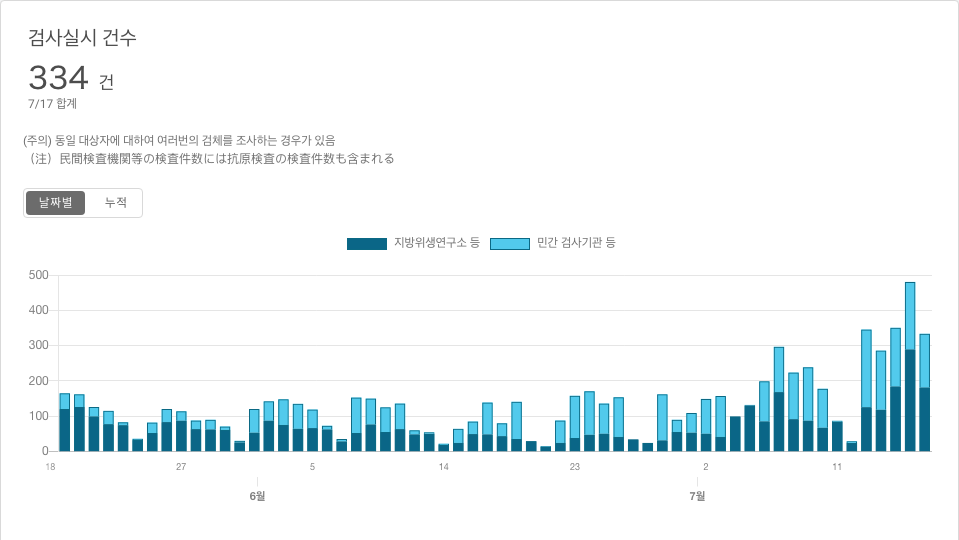 검사실시 건수
334 건
7/17 합계
(주의) 동일 대상자에 대하여 여러번의 검체를 조사하는 경우가 있음
（注）民間検査機関等の検査件数には抗原検査の検査件数も含まれる
날짜별 누적
지방위생연구소 등 민간 검사기관 등
500
400
300
200
100
0
18 27 5 14 23 2 11
6월 7월